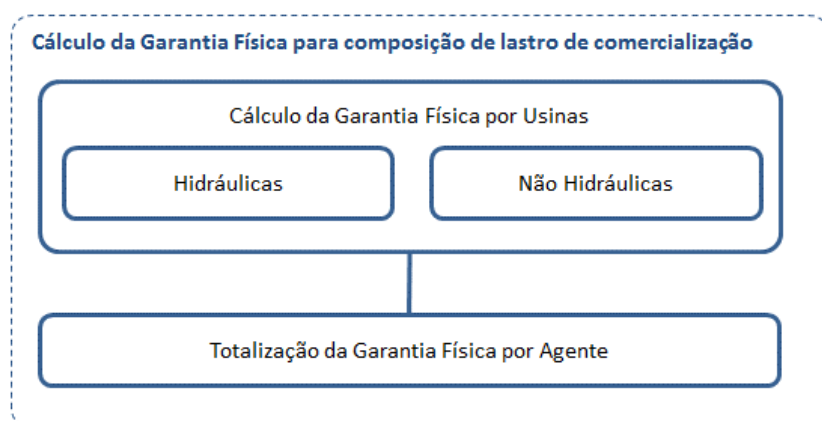 Cálculo da Garantia Física para composição de lastro de comercialização
Cálculo da Garantia Física por Usinas
Hidráulicas
Não Hidráulicas
Totalização da Garantia Física por Agente